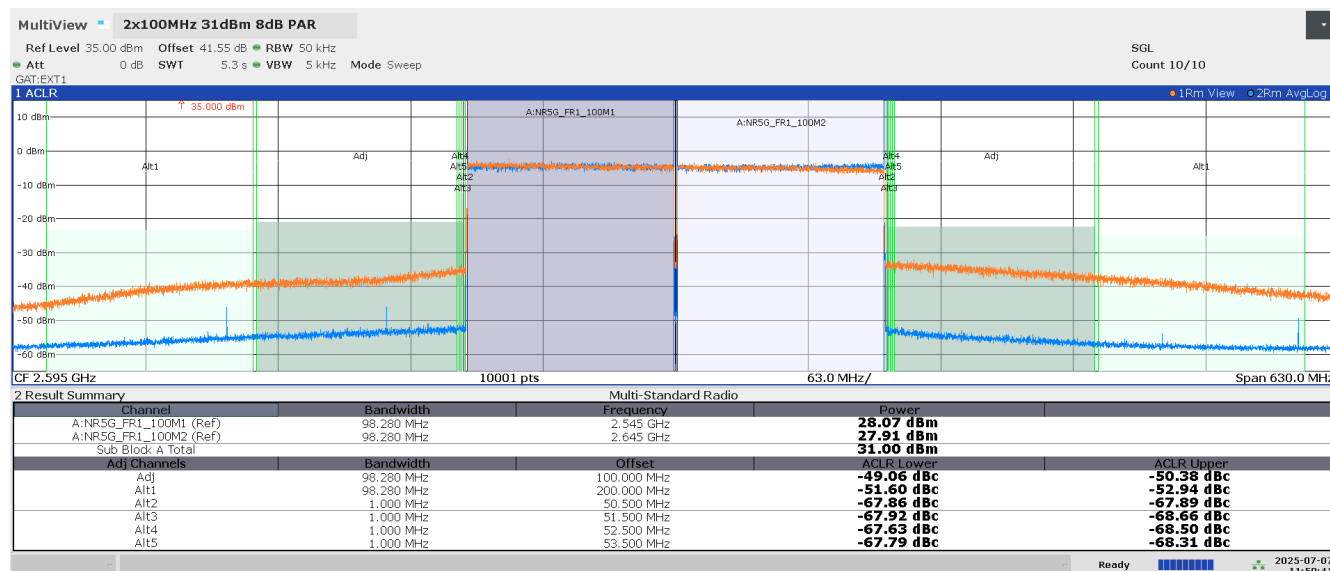 MultiView 2x100MHz 31dBm 8dB PAR
Ref Level 35.00 dBm Offset 41.55 dB RBW 50 kHz SGL
Att 0 dB SWT 5.3 s VBW 5 kHz Mode Sweep Count 10/10
GAT:EXT1
1 ACLR 1Rm View 2Rm AvgLog
35.000 dBm
10 dBm A:NR5G_FR1_100M1
A:NR5G_FR1_100M2
0 dBm
Adj Alt4 Alt4 Adj
Alt1 Alt5 Alt5 Alt1
Alt2 Alt2
-10 dBm Alt3 Alt3
-20 dBm
-30 dBm
-40 dBm
-50 dBm
-60 dBm
CF 2.595 GHz 10001 pts 63.0 MHz/ Span 630.0 MHz
2 Result Summary Multi-Standard Radio
Channel Bandwidth Frequency Power
A:NR5G_FR1_100M1 (Ref) 98.280 MHz 2.545 GHz 28.07 dBm
A:NR5G_FR1_100M2 (Ref) 98.280 MHz 2.645 GHz 27.91 dBm
Sub Block A Total 31.00 dBm
Adj Channels Bandwidth Offset ACLR Lower ACLR Upper
Adj 98.280 MHz 100.000 MHz -49.06 dBc -50.38 dBc
Alt1 98.280 MHz 200.000 MHz -51.60 dBc -52.94 dBc
Alt2 1.000 MHz 50.500 MHz -67.86 dBc -67.89 dBc
Alt3 1.000 MHz 51.500 MHz -67.92 dBc -68.66 dBc
Alt4 1.000 MHz 52.500 MHz -67.63 dBc -68.50 dBc
Alt5 1.000 MHz 53.500 MHz -67.79 dBc -68.31 dBc
Ready 2025-07-07